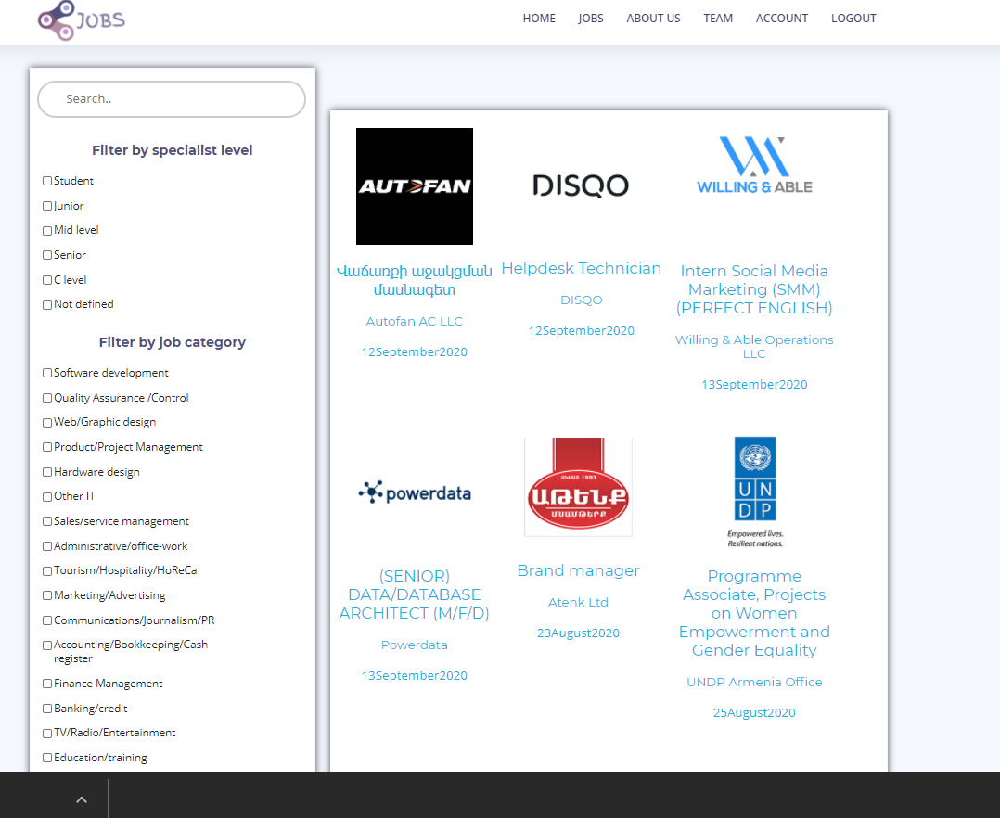 JOBS
HOME JOBS ABOUT US TEAM ACCOUNT LOGOUT
Search..
Filter by specialist level
Student
Junior
Mid level
Senior
C level
Not defined
Filter by job category
Software development
Quality Assurance /Control
Web/Graphic design
Product/Project Management
Hardware design
Other IT
Sales/service management
Administrative/office-work
Tourism/Hospitality/HoReCa
Marketing/Advertising
Communications/Journalism/PR
Accounting/Bookkeeping/Cash
register
Finance Management
Banking/credit
TV/Radio/Entertainment
Education/training
AUTOFAN
Վաճառքի աջակցման
մասնագետ
Autofan AC LLC
12September2020
DISQO
Helpdesk Technician
DISQO
12September2020
WILLING & ABLE
Intern Social Media
Marketing (SMM)
(PERFECT ENGLISH)
Willing & Able Operations
LLC
13September2020
powerdata
(SENIOR)
DATA/DATABASE
ARCHITECT (M/F/D)
Powerdata
13September2020
ՍԿՍԱԾ 1993
ԱԹԵՆՔ
ՄՍԱՄԹԵՐՔ
Brand manager
Atenk Ltd
23August2020
U N
D P
Empowered lives.
Resilient nations.
Programme
Associate, Projects
on Women
Empowerment and
Gender Equality
UNDP Armenia Office
25August2020